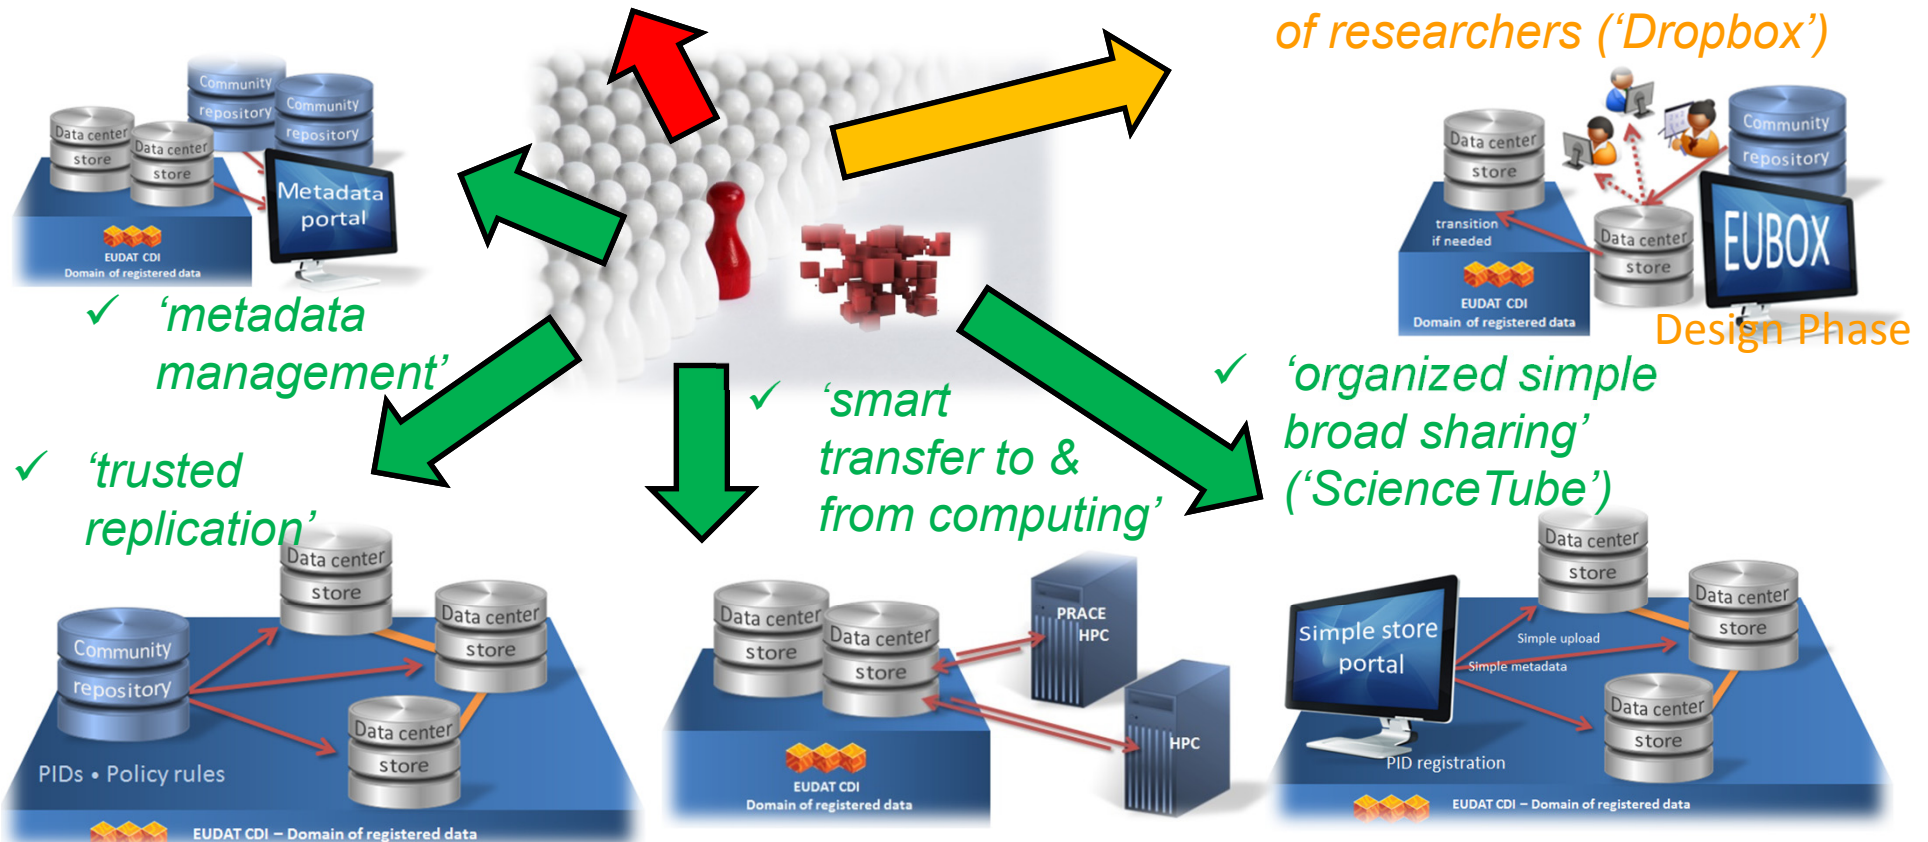 of researchers (‘Dropbox’)
Community
repository
Community
repository
Data center
store
Data center
store
Metadata
portal
EUDAT CDI
Domain of registered data
✓ ‘metadata
management’
Data center
store
Community
repository
transition
if needed
Data center
store
EUBOX
EUDAT CDI
Domain of registered data
Design Phase
✓ ‘trusted
replication’
✓ ‘smart
transfer to &
from computing’
✓ ‘organized simple
broad sharing’
(‘ScienceTube’)
Data center
store
Data center
store
Community
repository
Data center
store
PIDs • Policy rules
EUDAT CDI – Domain of registered data
Data center
store
Data center
store
PRACE
HPC
HPC
EUDAT CDI
Domain of registered data
Data center
store
Data center
store
Simple store
portal
Simple upload
Simple metadata
Data center
store
PID registration
EUDAT CDI – Domain of registered data